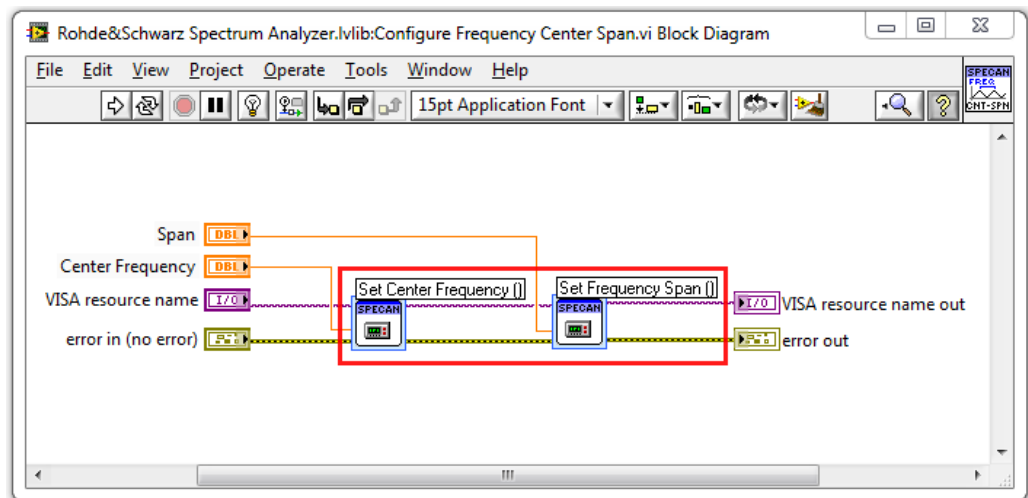 Rohde&Schwarz Spectrum Analyzer.lvlib:Configure Frequency Center Span.vi Block Diagram
File Edit View Project Operate Tools Window Help
SPECAN
FREQ
CNT-SPN
15pt Application Font
Span DBL
Center Frequency DBL
Set Center Frequency () Set Frequency Span ()
VISA resource name I/O I/O VISA resource name out
SPECAN SPECAN
error in (no error) error out